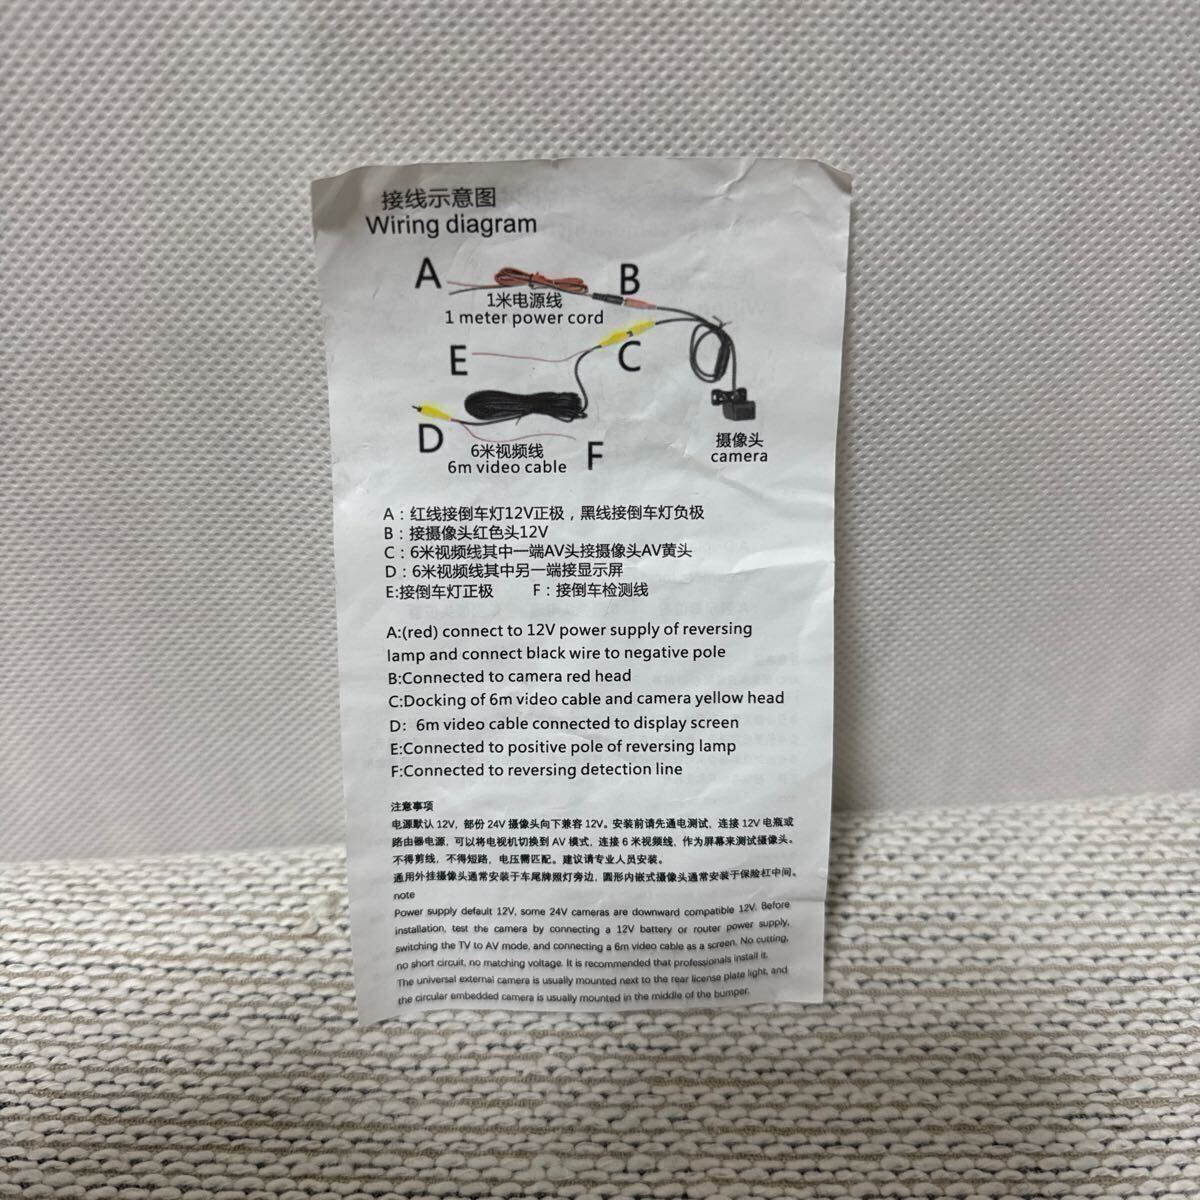 接线示意图
Wiring diagram
A
B
1米电源线
1 meter power cord
E
C
D
6米视频线
6m video cable
F
摄像头
camera
A：红线接倒车灯12V正极，黑线接倒车灯负极
B：接摄像头红色头12V
C：6米视频线其中一端AV头接摄像头AV黄头
D：6米视频线其中另一端接显示屏
E:接倒车灯正极 F：接倒车检测线
A:(red) connect to 12V power supply of reversing
lamp and connect black wire to negative pole
B:Connected to camera red head
C:Docking of 6m video cable and camera yellow head
D: 6m video cable connected to display screen
E:Connected to positive pole of reversing lamp
F:Connected to reversing detection line
注意事项
电源默认 12V，部份 24V 摄像头向下兼容 12V。安装前请先通电测试，连接 12V 电瓶或
路由器电源，可以将电视机切换到 AV 模式，连接 6 米视频线，作为屏幕来测试摄像头。
不得剪线，不得短路，电压需匹配。建议请专业人员安装。
通用外挂摄像头通常安装于车尾牌照灯旁边，圆形内嵌式摄像头通常安装于保险杠中间。
note
Power supply default 12V, some 24V cameras are downward compatible 12V. Before
installation, test the camera by connecting a 12V battery or router power supply,
switching the TV to AV mode, and connecting a 6m video cable as a screen. No cutting,
no short circuit, no matching voltage. It is recommended that professionals install it.
The universal external camera is usually mounted next to the rear license plate light, and
the circular embedded camera is usually mounted in the middle of the bumper.